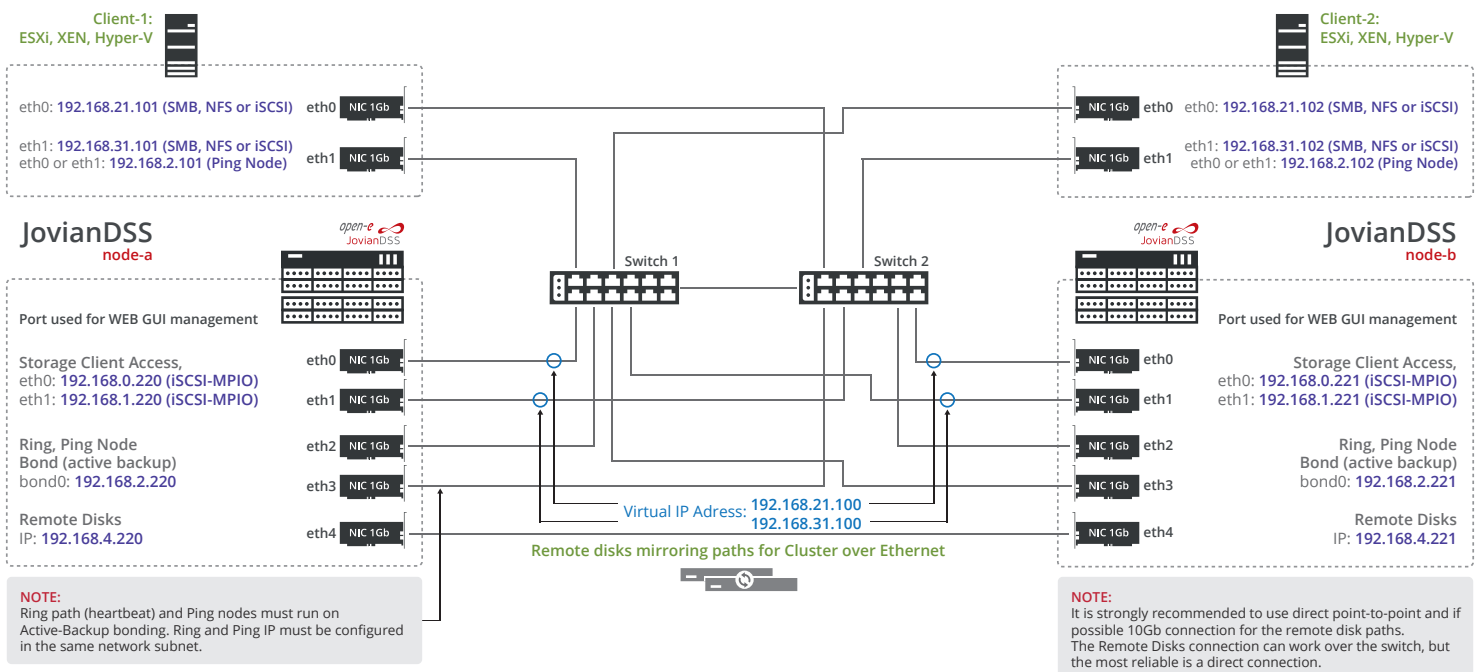 Client-1:
ESXi, XEN, Hyper-V
eth0: 192.168.21.101 (SMB, NFS or iSCSI)
eth0
NIC 1Gb
eth1: 192.168.31.101 (SMB, NFS or iSCSI)
eth0 or eth1: 192.168.2.101 (Ping Node)
eth1
NIC 1Gb
Client-2:
ESXi, XEN, Hyper-V
NIC 1Gb
eth0
eth0: 192.168.21.102 (SMB, NFS or iSCSI)
NIC 1Gb
eth1
eth1: 192.168.31.102 (SMB, NFS or iSCSI)
eth0 or eth1: 192.168.2.102 (Ping Node)
Switch 1
Switch 2
JovianDSS
node-a
open-e
JovianDSS
Port used for WEB GUI management
Storage Client Access,
eth0: 192.168.0.220 (iSCSI-MPIO)
eth1: 192.168.1.220 (iSCSI-MPIO)
eth0
NIC 1Gb
eth1
NIC 1Gb
Ring, Ping Node
Bond (active backup)
bond0: 192.168.2.220
eth2
NIC 1Gb
eth3
NIC 1Gb
Remote Disks
IP: 192.168.4.220
eth4
NIC 1Gb
Virtual IP Adress: 192.168.21.100
192.168.31.100
Remote disks mirroring paths for Cluster over Ethernet
open-e
JovianDSS
JovianDSS
node-b
Port used for WEB GUI management
NIC 1Gb
eth0
NIC 1Gb
eth1
Storage Client Access,
eth0: 192.168.0.221 (iSCSI-MPIO)
eth1: 192.168.1.221 (iSCSI-MPIO)
NIC 1Gb
eth2
NIC 1Gb
eth3
Ring, Ping Node
Bond (active backup)
bond0: 192.168.2.221
NIC 1Gb
eth4
Remote Disks
IP: 192.168.4.221
NOTE:
Ring path (heartbeat) and Ping nodes must run on
Active-Backup bonding. Ring and Ping IP must be configured
in the same network subnet.
NOTE:
It is strongly recommended to use direct point-to-point and if
possible 10Gb connection for the remote disk paths.
The Remote Disks connection can work over the switch, but
the most reliable is a direct connection.